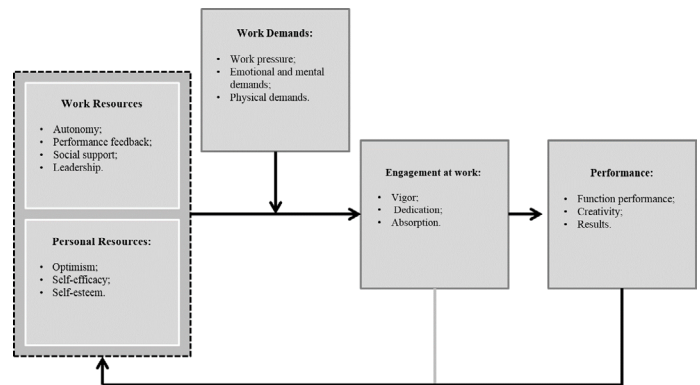 Work Demands:
• Work pressure;
• Emotional and mental
demands;
• Physical demands.
Work Resources
• Autonomy;
• Performance feedback;
• Social support;
• Leadership.
Personal Resources:
• Optimism;
• Self-efficacy;
• Self-esteem.
Engagement at work:
• Vigor;
• Dedication;
• Absorption.
Performance:
• Function performance;
• Creativity;
• Results.